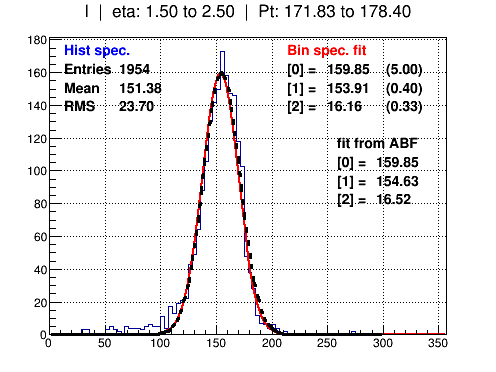 I | eta: 1.50 to 2.50 | Pt: 171.83 to 178.40
Hist spec.
Entries 1954
Mean 151.38
RMS 23.70
Bin spec. fit
[0] = 159.85 (5.00)
[1] = 153.91 (0.40)
[2] = 16.16 (0.33)
fit from ABF
[0] = 159.85
[1] = 154.63
[2] = 16.52
180
160
140
120
100
80
60
40
20
0
0 50 100 150 200 250 300 350